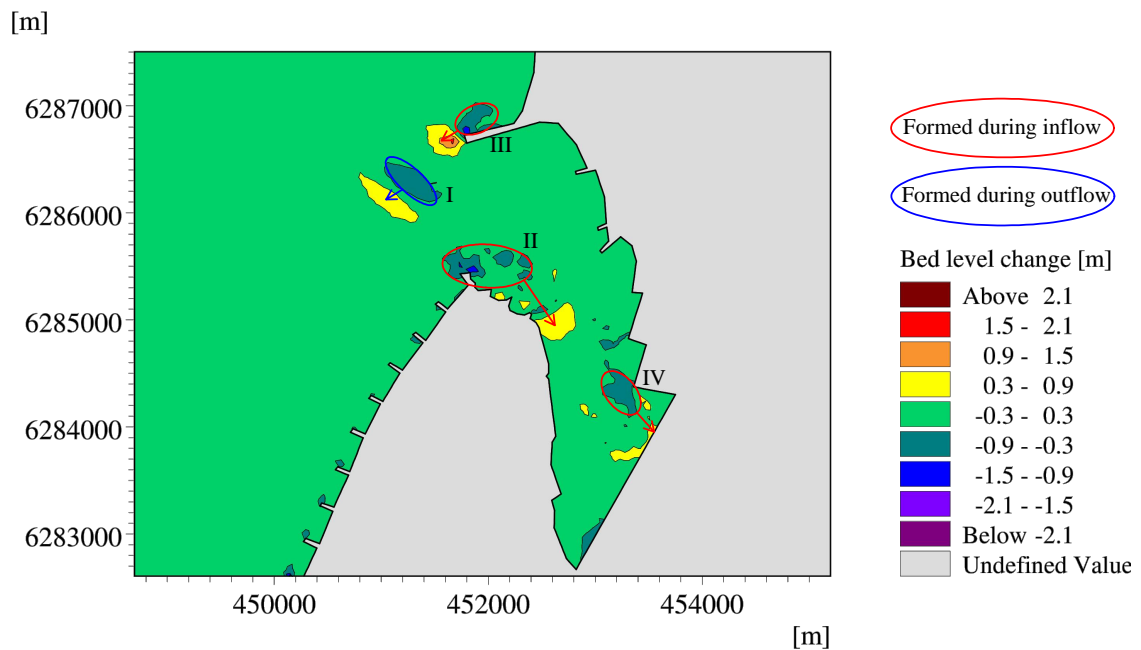 [m]
6287000
6286000
6285000
6284000
6283000
450000 452000 454000
[m]
III
I
II
IV
Formed during inflow
Formed during outflow
Bed level change [m]
Above 2.1
1.5 - 2.1
0.9 - 1.5
0.3 - 0.9
-0.3 - 0.3
-0.9 - -0.3
-1.5 - -0.9
-2.1 - -1.5
Below -2.1
Undefined Value